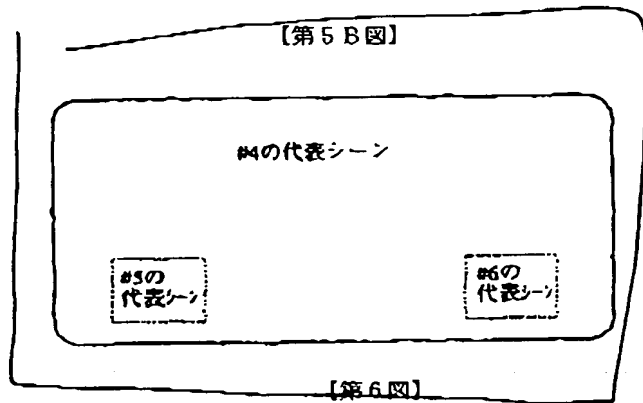 【第5B図】
#4の代表シーン
#5の
代表シーン
#6の
代表シーン
【第6図】